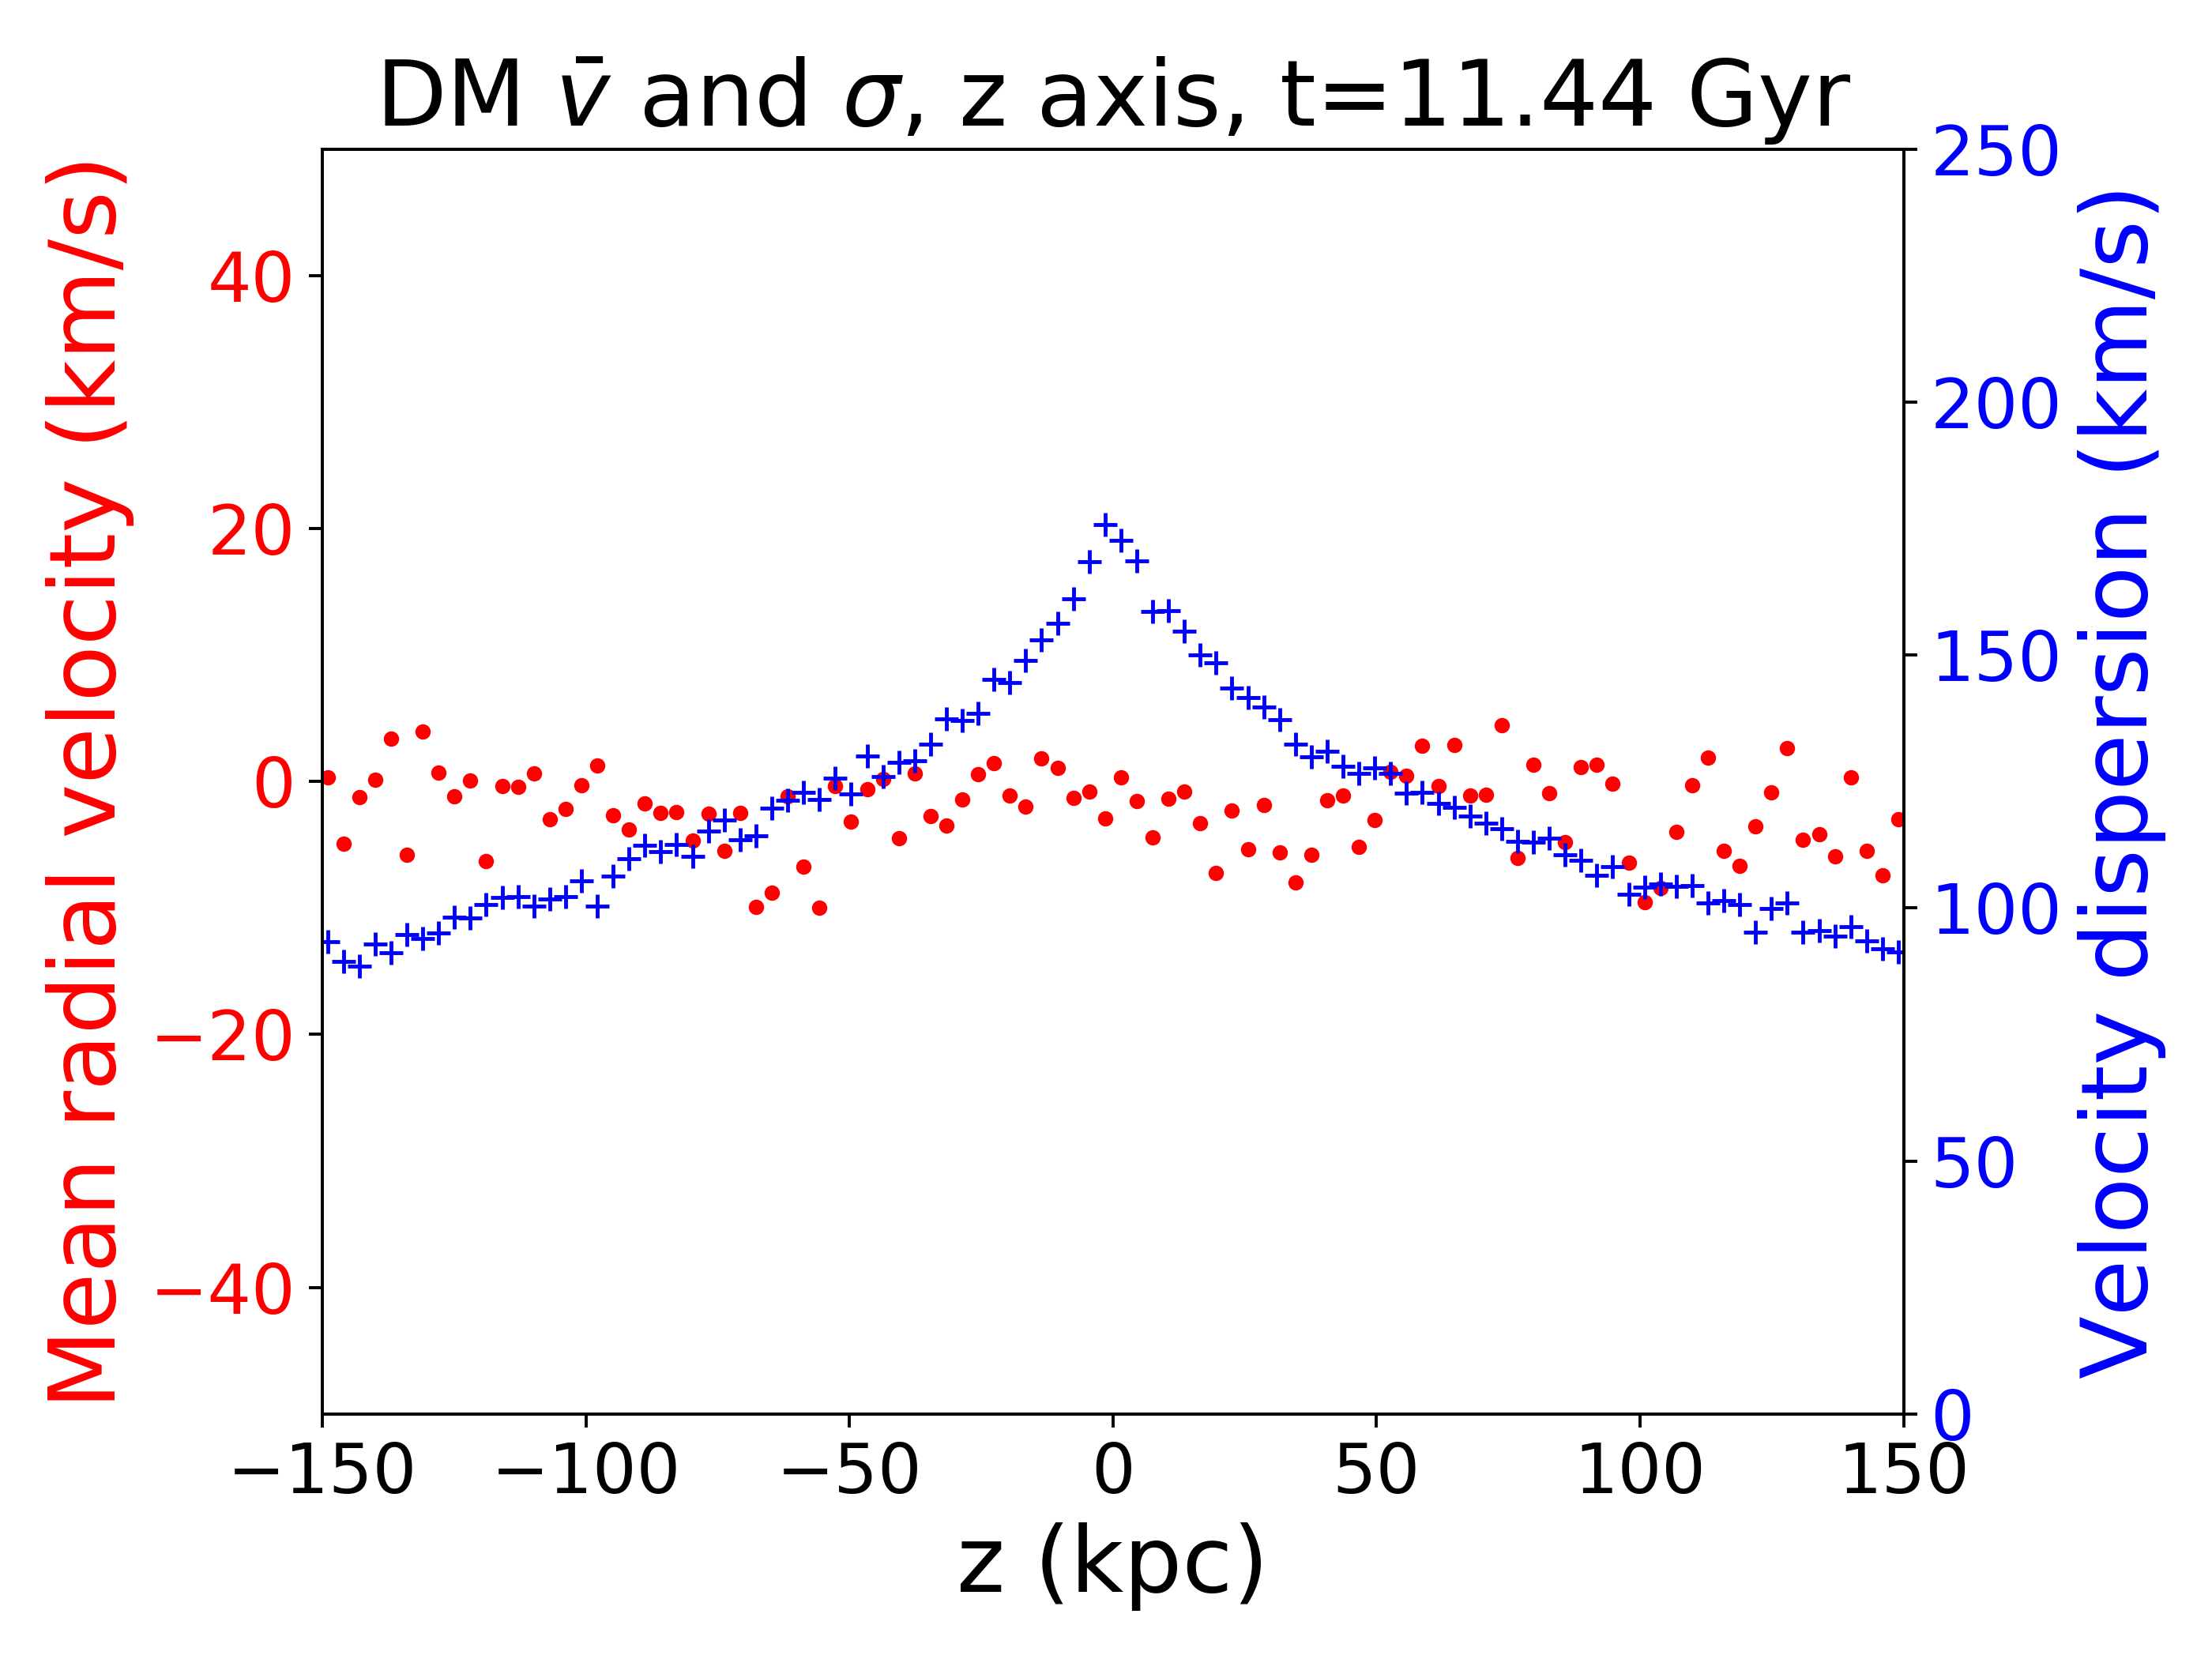 DM v̄ and σ, z axis, t=11.44 Gyr
Mean radial velocity (km/s)
40
20
0
−20
−40
250
200
150
100
50
0
Velocity dispersion (km/s)
−150 −100 −50 0 50 100 150
z (kpc)